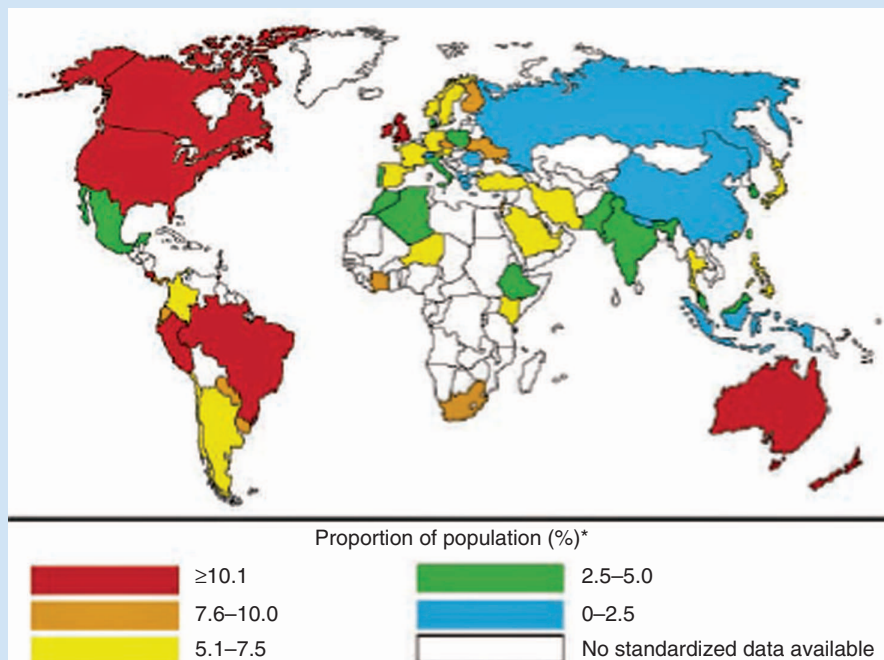 Proportion of population (%)*
≥10.1
7.6–10.0
5.1–7.5
2.5–5.0
0–2.5
No standardized data available